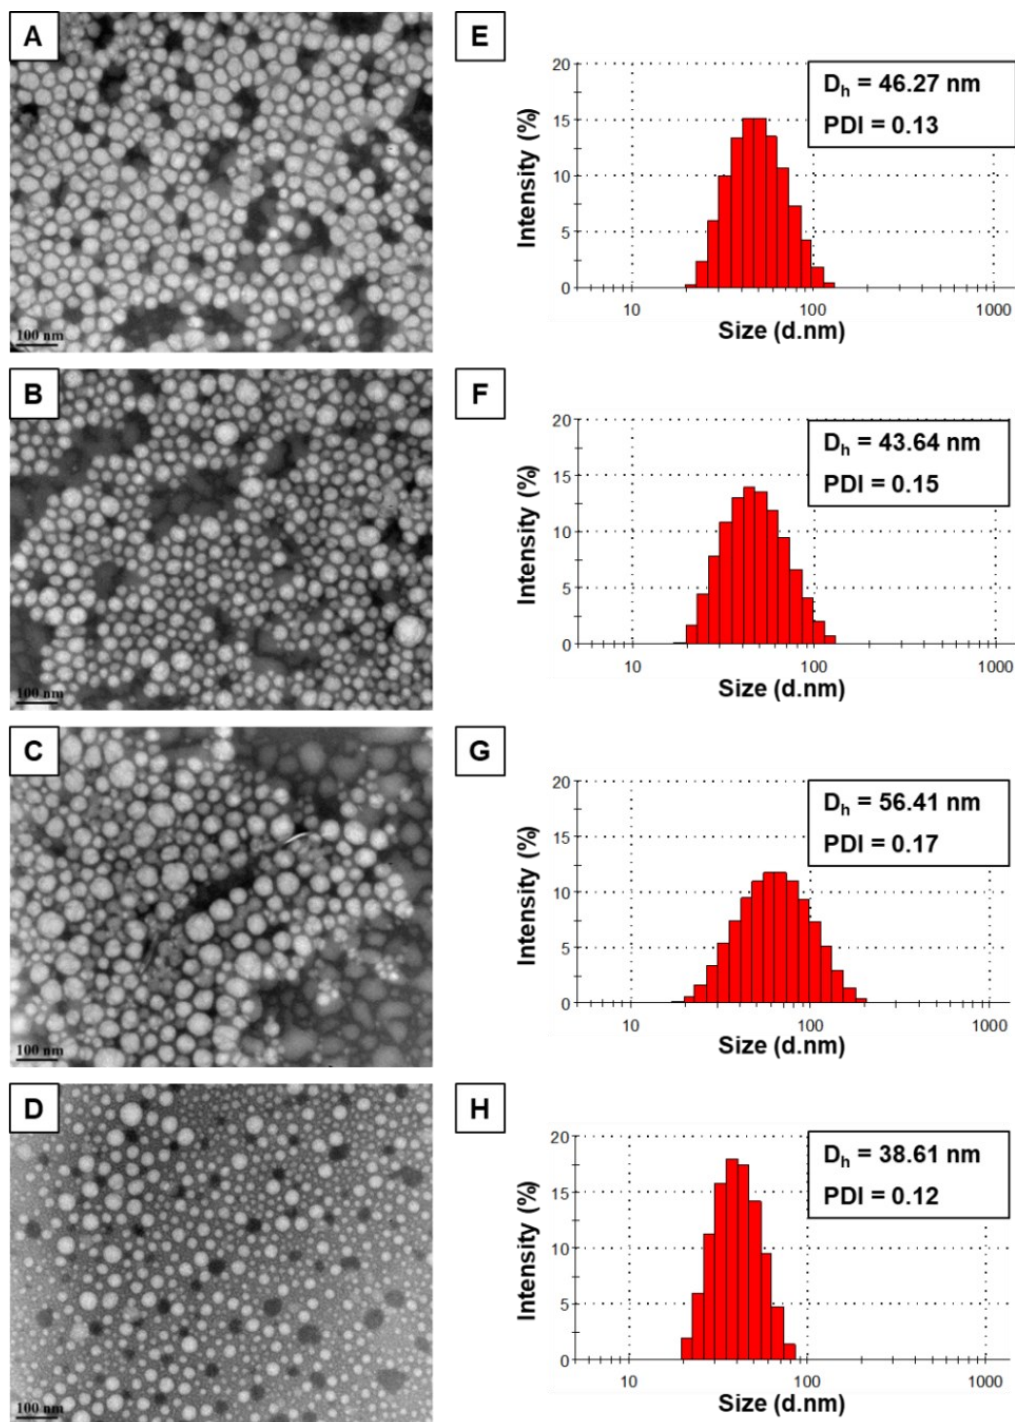 A
100 nm
E
20
15
10
5
0
Intensity (%)
D_h = 46.27 nm
PDI = 0.13
10 100 1000
Size (d.nm)
B
100 nm
F
20
15
10
5
0
Intensity (%)
D_h = 43.64 nm
PDI = 0.15
10 100 1000
Size (d.nm)
C
100 nm
G
20
15
10
5
0
Intensity (%)
D_h = 56.41 nm
PDI = 0.17
10 100 1000
Size (d.nm)
D
100 nm
H
20
15
10
5
0
Intensity (%)
D_h = 38.61 nm
PDI = 0.12
10 100 1000
Size (d.nm)